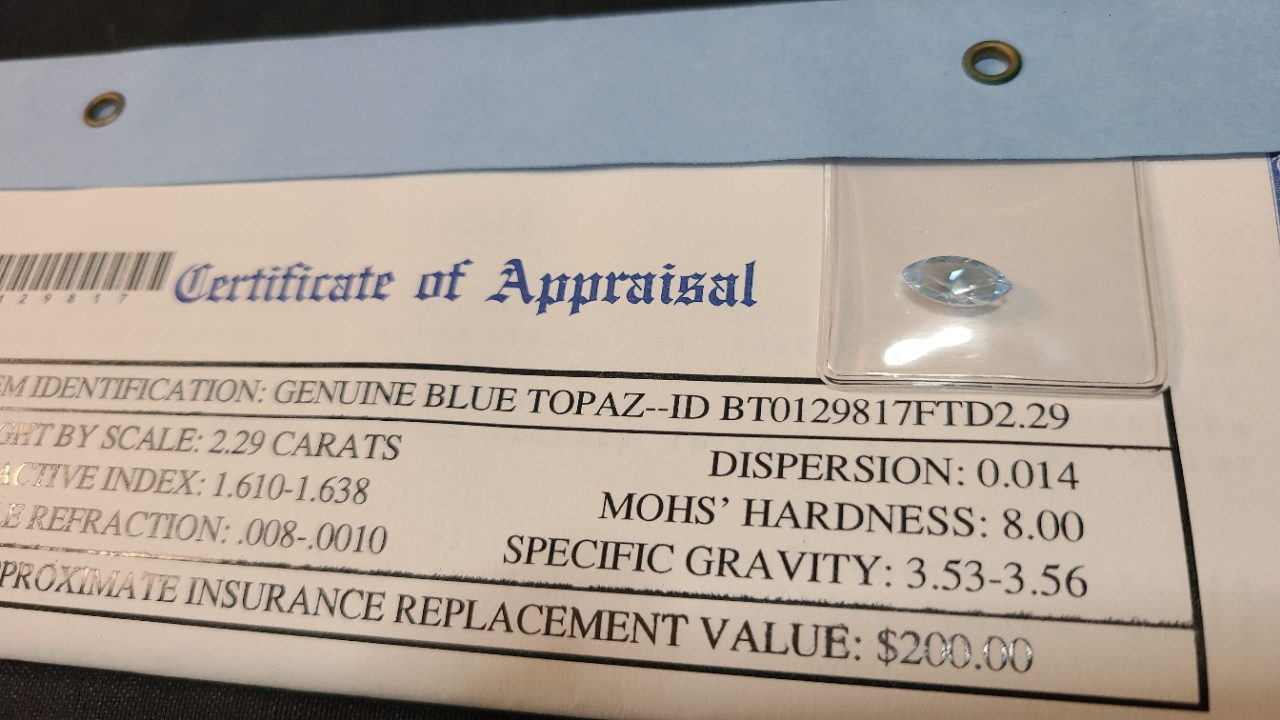 129817
Certificate of Appraisal
EM IDENTIFICATION: GENUINE BLUE TOPAZ--ID BT0129817FTD2.29
GHT BY SCALE: 2.29 CARATS
DISPERSION: 0.014
ACTIVE INDEX: 1.610-1.638
MOHS' HARDNESS: 8.00
LE REFRACTION: .008-.0010
SPECIFIC GRAVITY: 3.53-3.56
PPROXIMATE INSURANCE REPLACEMENT VALUE: $200.00